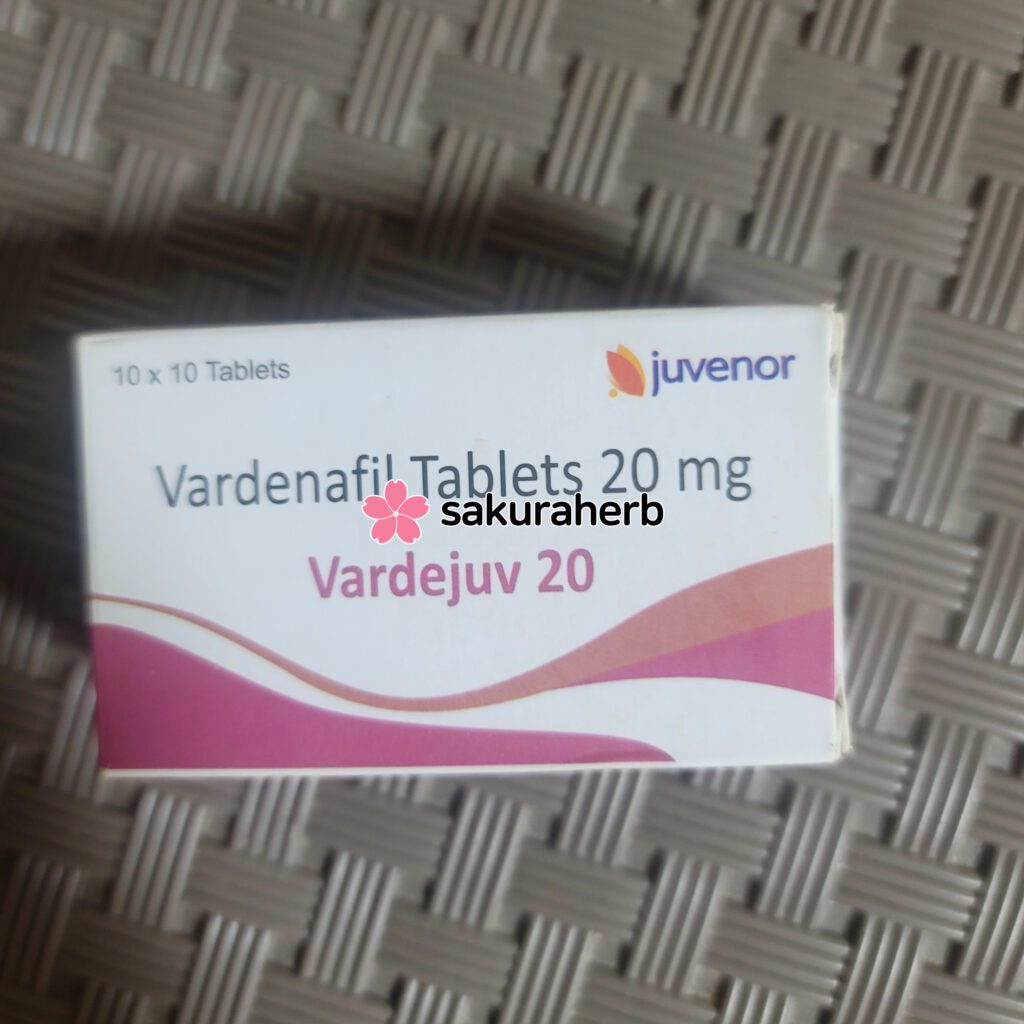 10 x 10 Tablets
juvenor
Vardenafil Tablets 20 mg
sakuraherb
Vardejuv 20